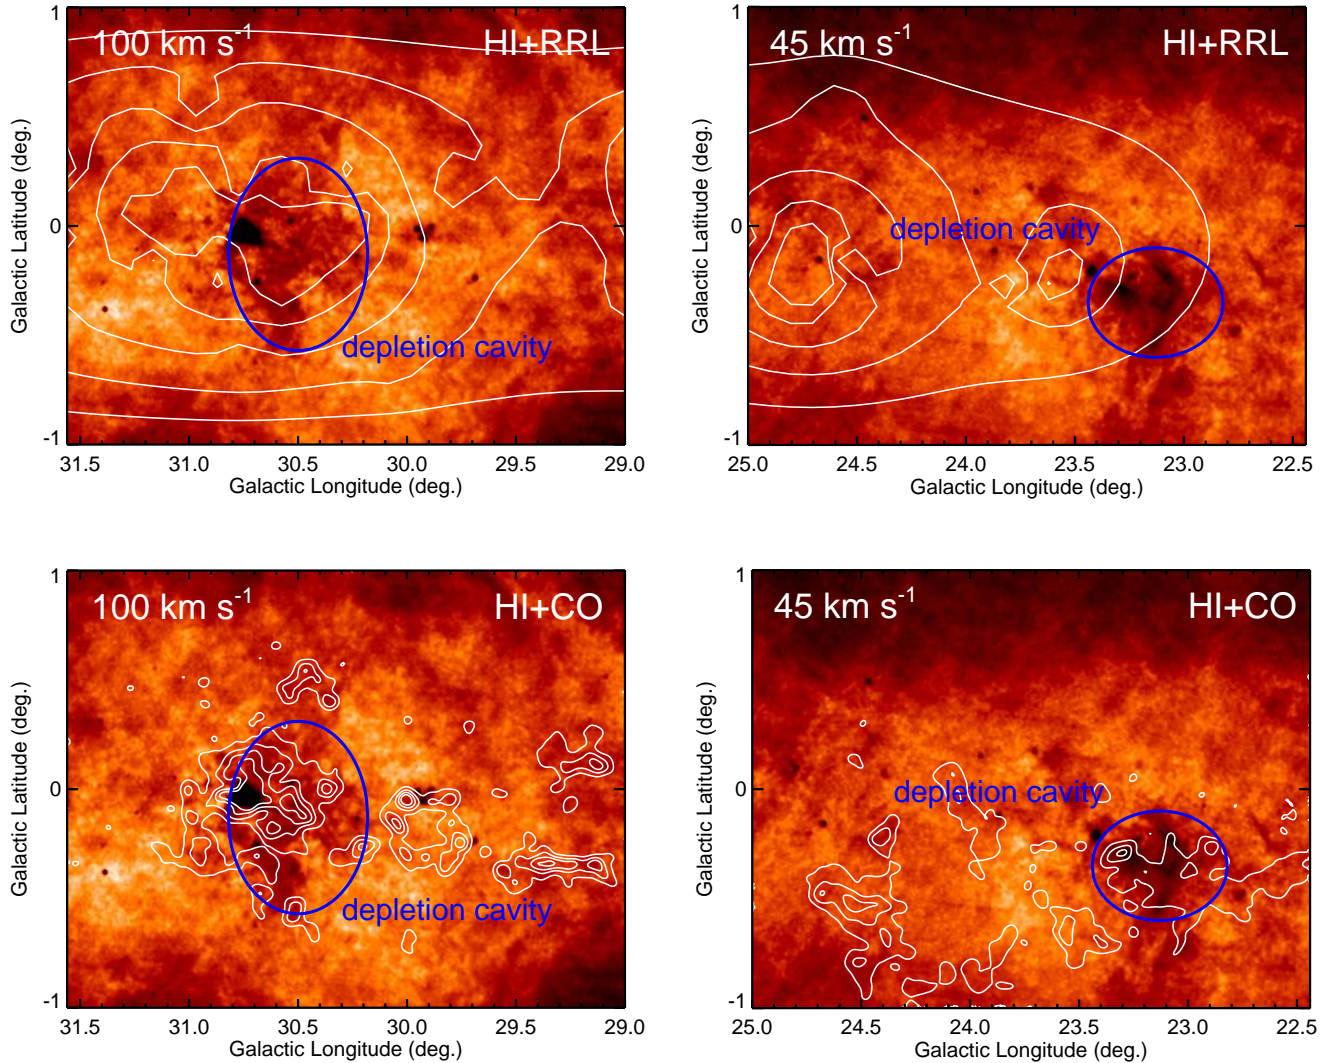 1
100 km s-1 HI+RRL
Galactic Latitude (deg.)
0
depletion cavity
-1
31.5 31.0 30.5 30.0 29.5 29.0
Galactic Longitude (deg.)
1
45 km s-1 HI+RRL
Galactic Latitude (deg.)
0
depletion cavity
-1
25.0 24.5 24.0 23.5 23.0 22.5
Galactic Longitude (deg.)
1
100 km s-1 HI+CO
Galactic Latitude (deg.)
0
depletion cavity
-1
31.5 31.0 30.5 30.0 29.5 29.0
Galactic Longitude (deg.)
1
45 km s-1 HI+CO
Galactic Latitude (deg.)
0
depletion cavity
-1
25.0 24.5 24.0 23.5 23.0 22.5
Galactic Longitude (deg.)